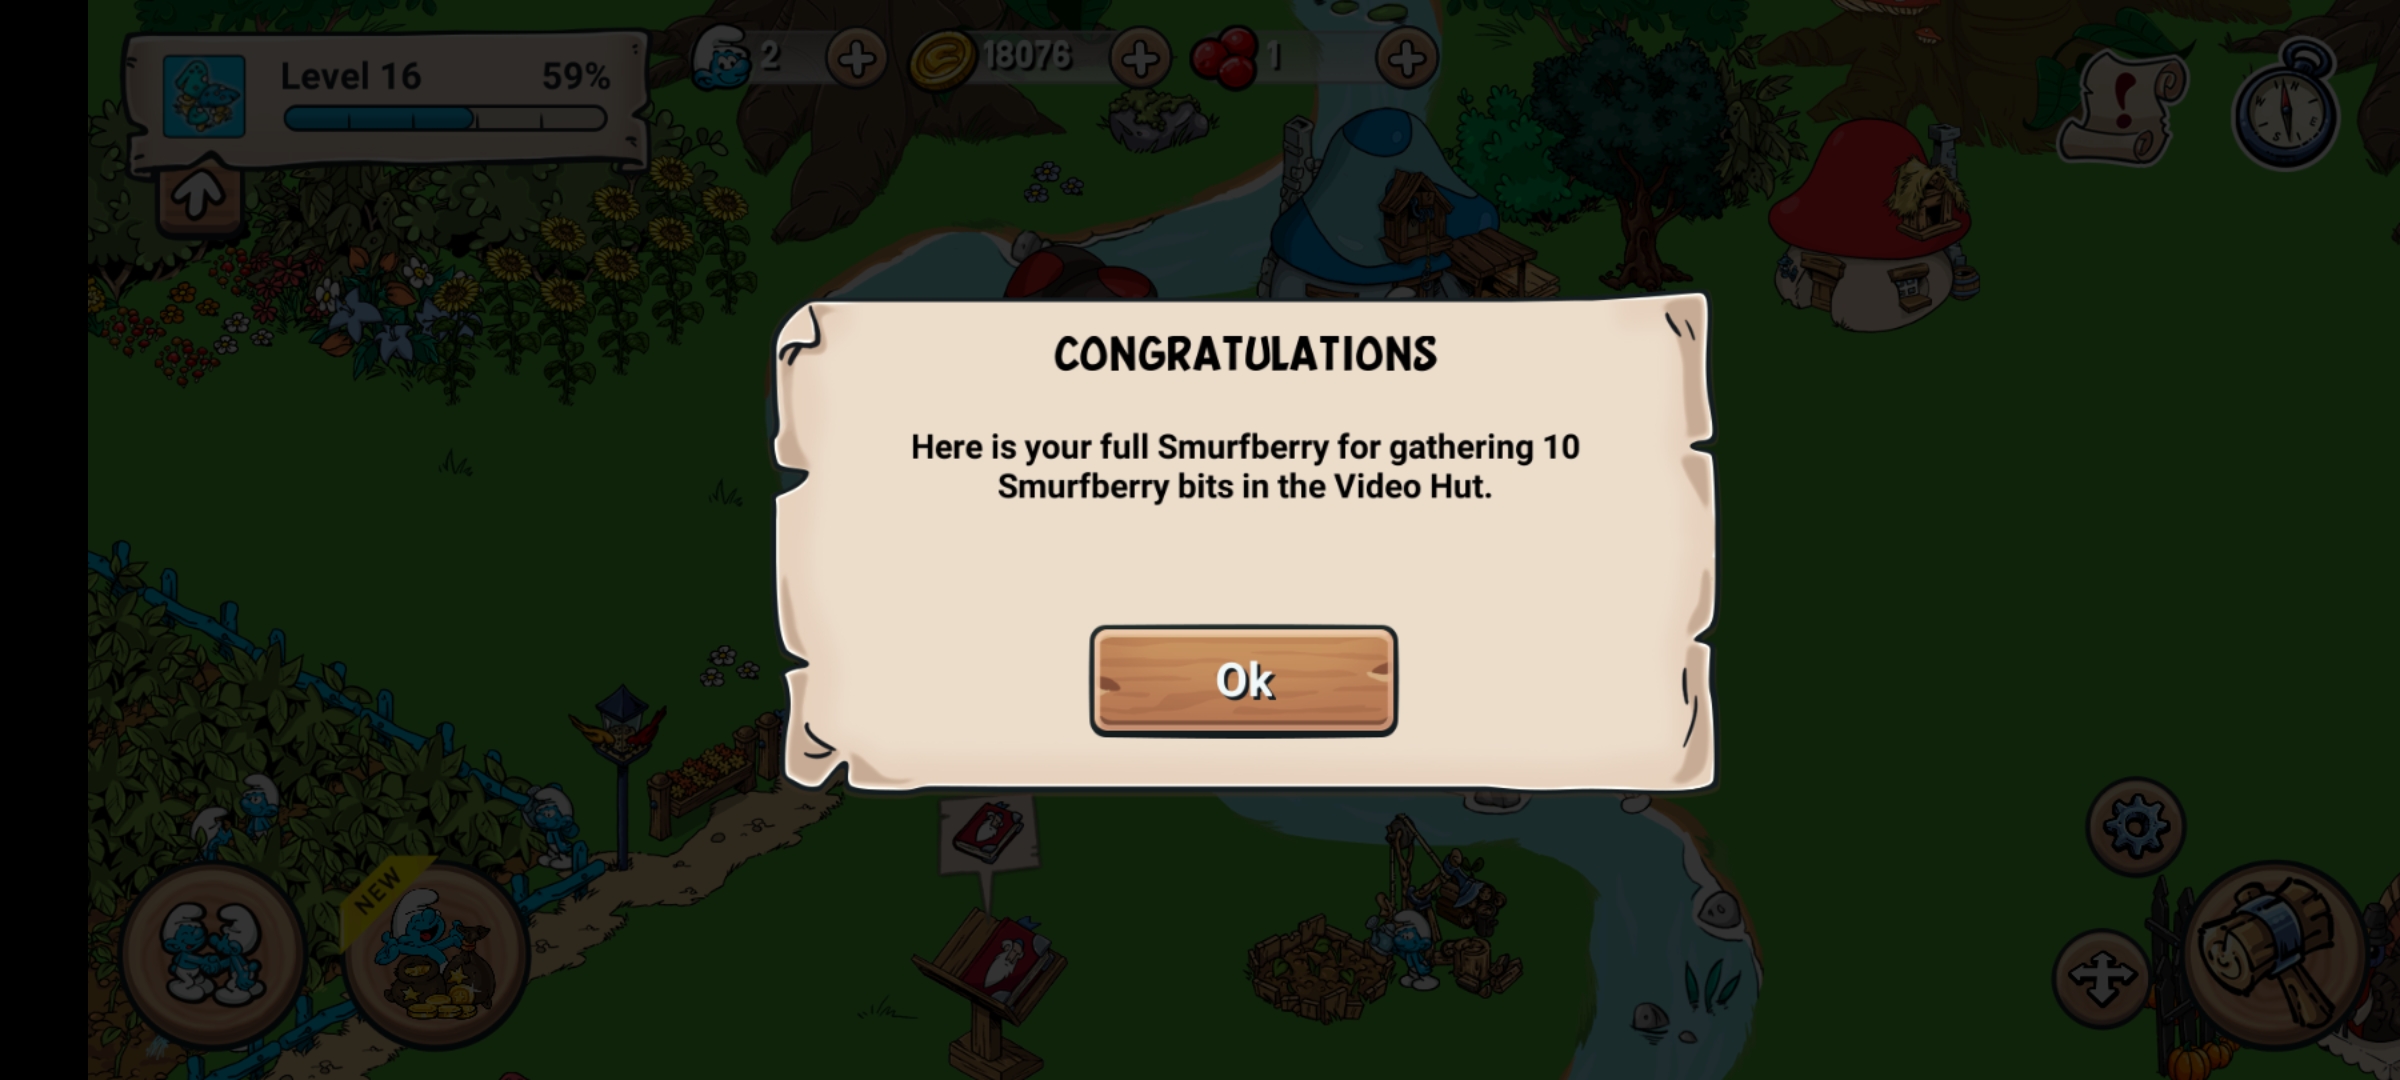 Level 16 59%
2
18076
1
CONGRATULATIONS
Here is your full Smurfberry for gathering 10
Smurfberry bits in the Video Hut.
Ok
NEW